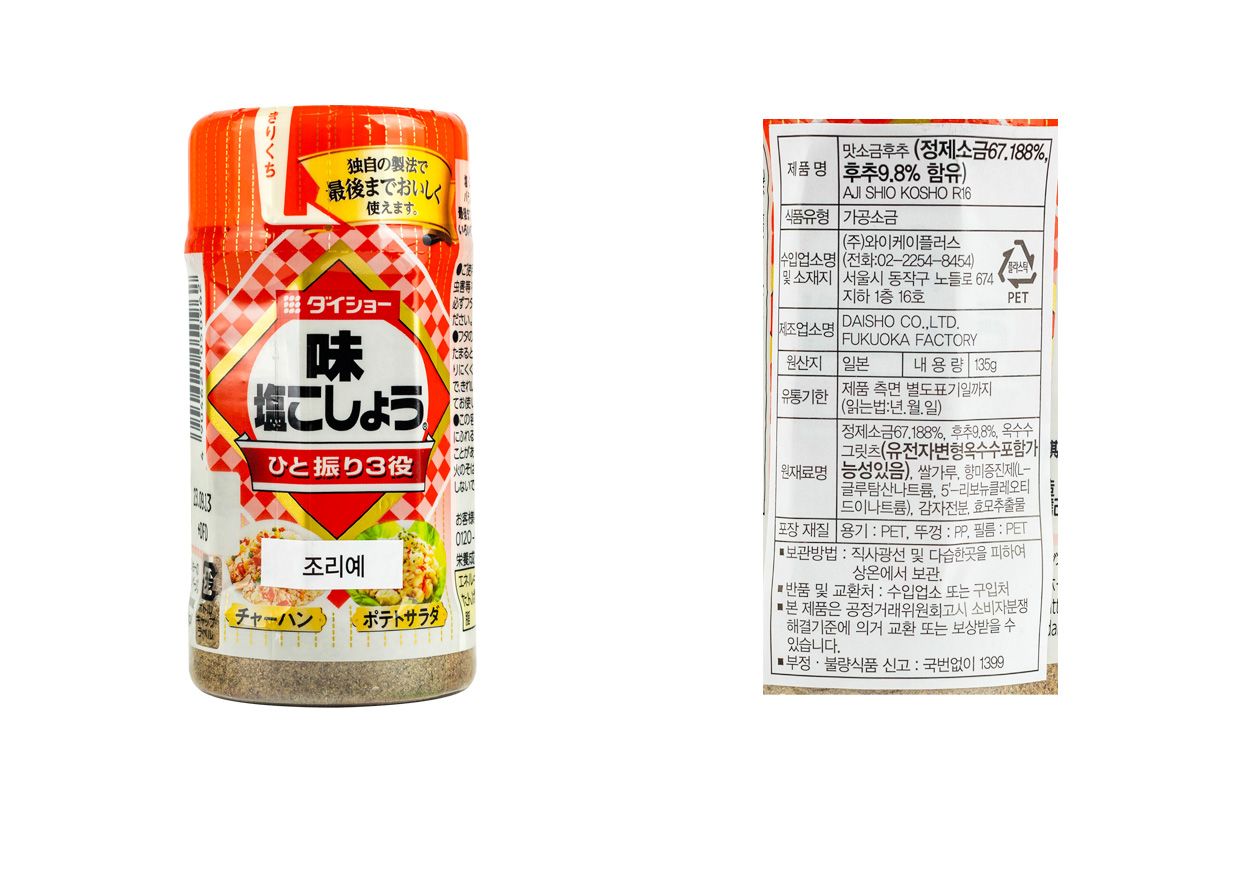 きりくち
独自の製法で
最後までおいしく
使えます。
ダイショー
味
塩こしょう
®
ひと振り3役
調理예
チャーハン
ポテトサラダ
お客様
0120-
栄養成
제품 명
맛소금후추 (정제소금67.188%,
후추9.8% 함유)
AJI SHIO KOSHO R16
식품유형
가공소금
수입업소명
및 소재지
(주)와이케이플러스
(전화:02-2254-8454)
서울시 동작구 노들로 674
지하 1층 16호
플라스틱
PET
제조업소명
DAISHO CO.,LTD.
FUKUOKA FACTORY
원산지
일본
내 용 량
135g
유통기한
제품 측면 별도표기일까지
(읽는법:년.월.일)
원재료명
정제소금67.188%, 후추9.8%, 옥수수
그릿츠(유전자변형옥수수포함가
능성있음), 쌀가루, 향미증진제(L-
글루탐산나트륨, 5'-리보뉴클레오티
드이나트륨), 감자전분, 효모추출물
포장 재질
용기 : PET, 뚜껑 : PP, 필름 : PET
■보관방법 : 직사광선 및 다습한곳을 피하여
상온에서 보관.
■반품 및 교환처 : 수입업소 또는 구입처
■본 제품은 공정거래위원회고시 소비자분쟁
해결기준에 의거 교환 또는 보상받을 수
있습니다.
■부정 · 불량식품 신고 : 국번없이 1399